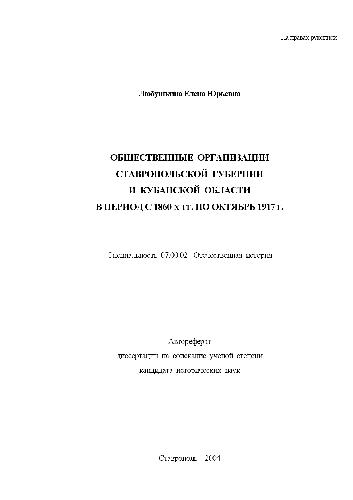 На правах рукописи
Любушкина Елена Юрьевна
ОБЩЕСТВЕННЫЕ ОРГАНИЗАЦИИ
СТАВРОПОЛЬСКОЙ ГУБЕРНИИ
И КУБАНСКОЙ ОБЛАСТИ
В ПЕРИОД С 1860-х гг. ПО ОКТЯБРЬ 1917 г.
Специальность 07.00.02 - Отечественная история
Автореферат
диссертации на соискание ученой степени
кандидата исторических наук
Ставрополь - 2004